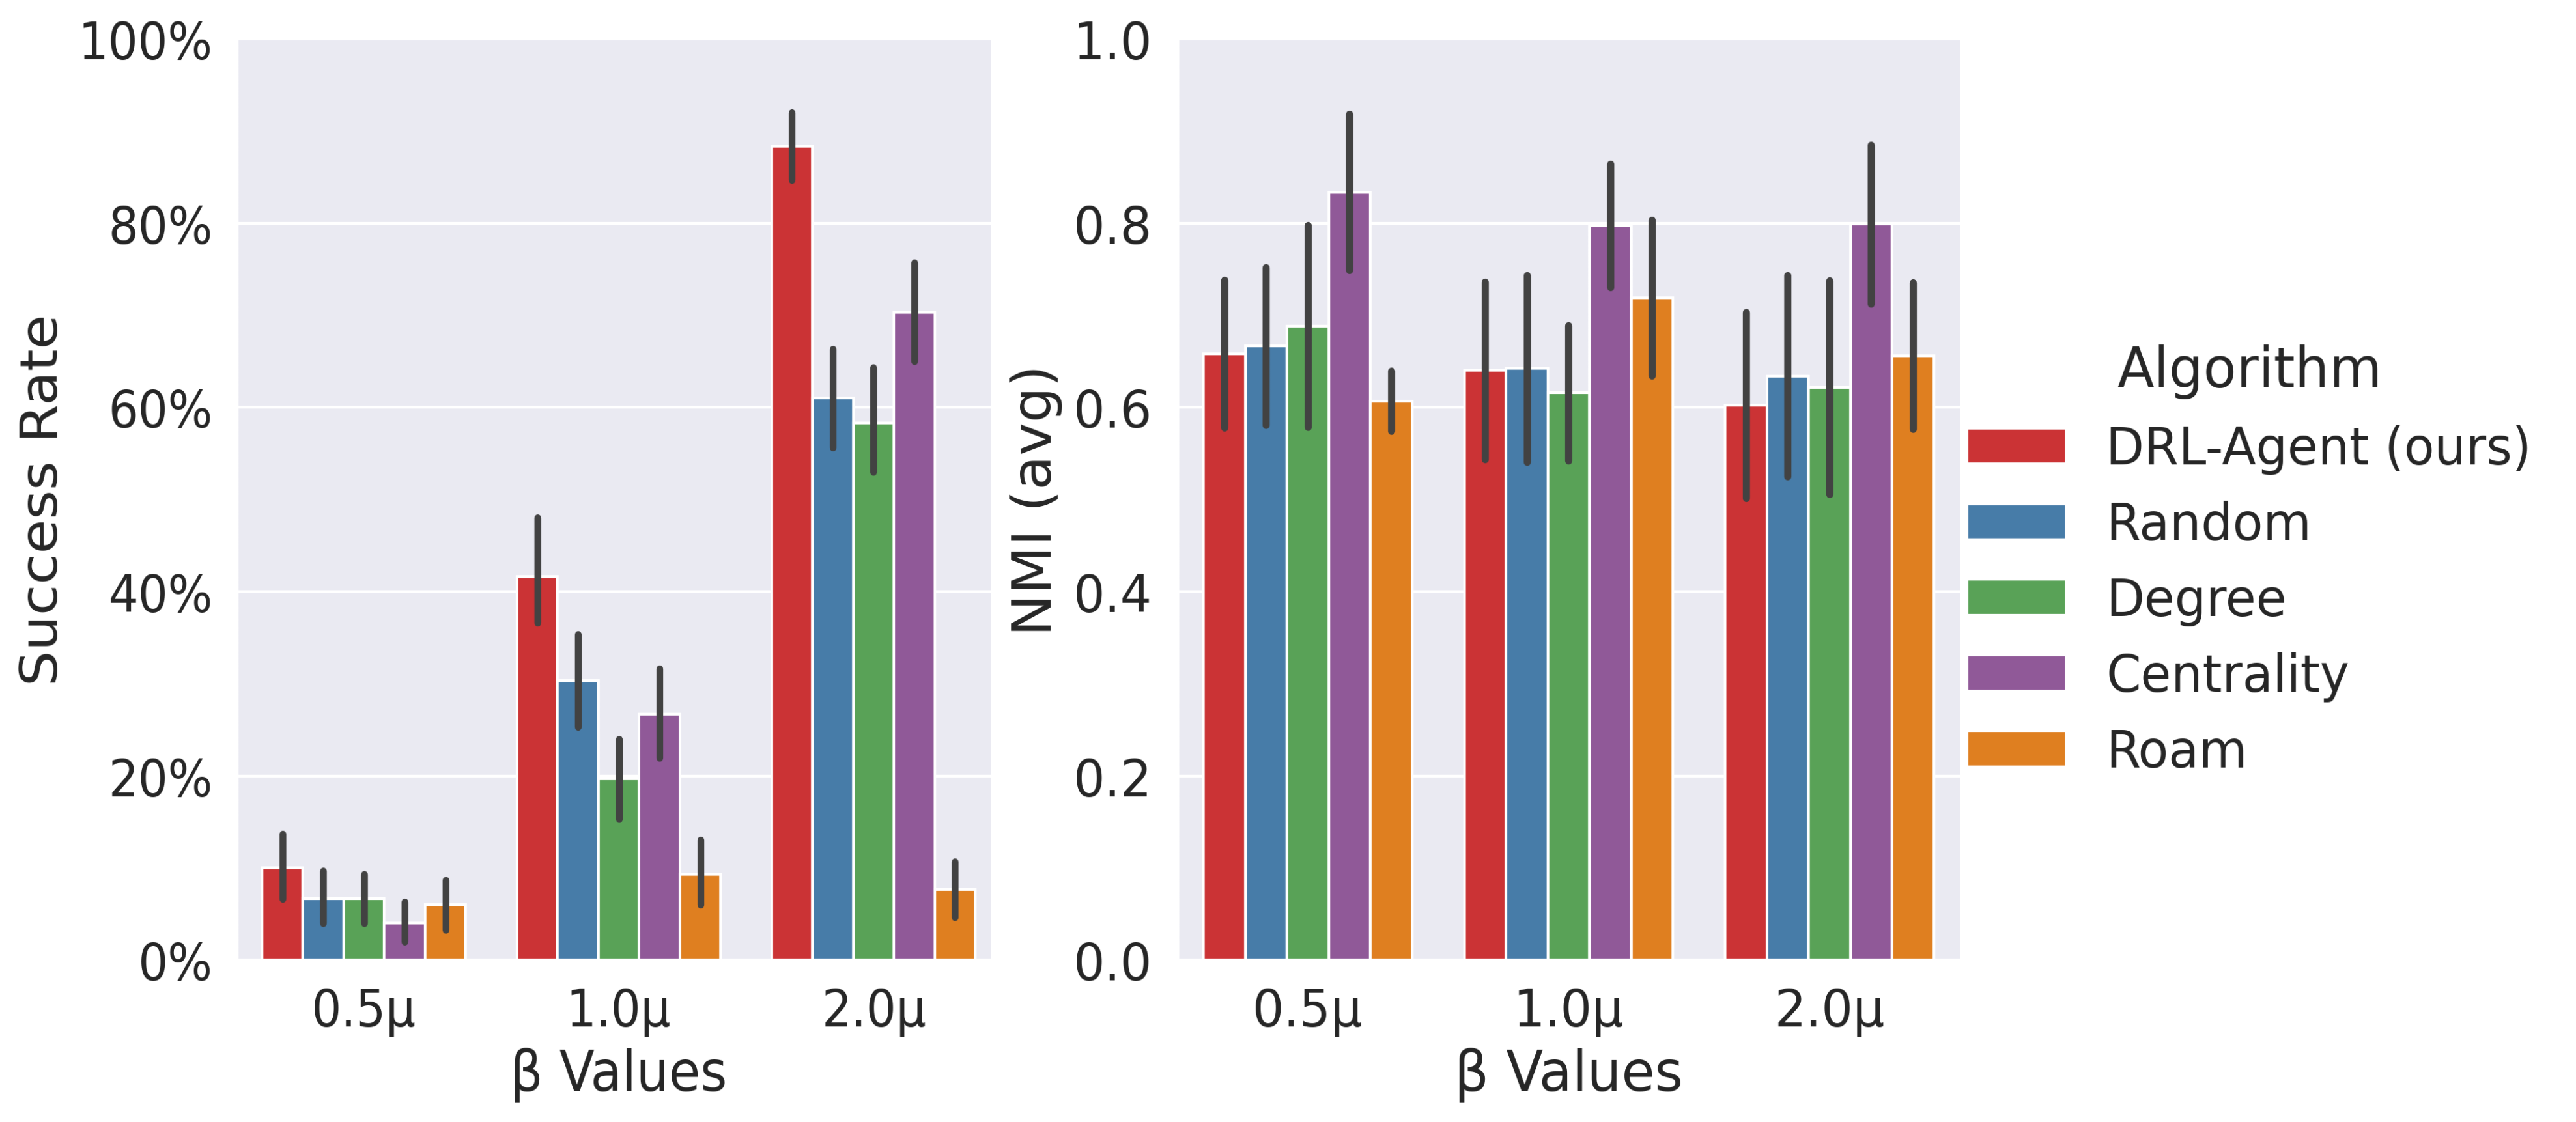 100%
80%
60%
40%
20%
0%
Success Rate
0.5μ 1.0μ 2.0μ
β Values
1.0
0.8
0.6
0.4
0.2
0.0
NMI (avg)
0.5μ 1.0μ 2.0μ
β Values
Algorithm
DRL-Agent (ours)
Random
Degree
Centrality
Roam